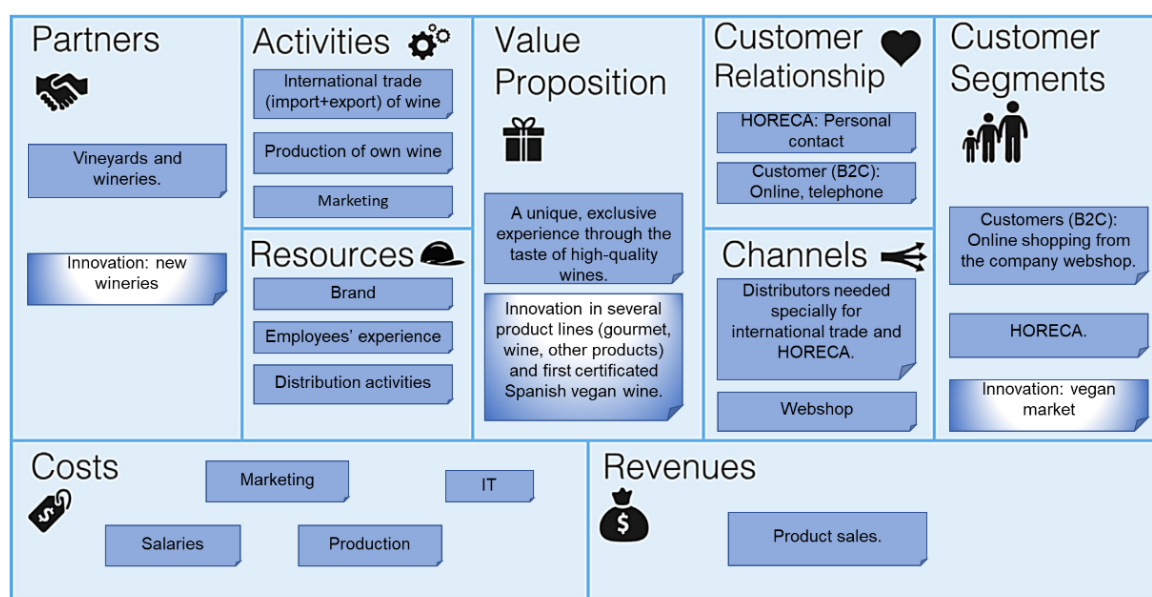 Partners
Vineyards and
wineries.
Innovation: new
wineries
Activities
International trade
(import+export) of wine
Production of own wine
Marketing
Resources
Brand
Employees' experience
Distribution activities
Value
Proposition
A unique, exclusive
experience through the
taste of high-quality
wines.
Innovation in several
product lines (gourmet,
wine, other products)
and first certificated
Spanish vegan wine.
Customer
Relationship
HORECA: Personal
contact
Customer (B2C):
Online, telephone
Channels
Distributors needed
specially for
international trade and
HORECA.
Webshop
Customer
Segments
Customers (B2C):
Online shopping from
the company webshop.
HORECA.
Innovation: vegan
market
Costs
$
Marketing
IT
Salaries
Production
Revenues
$
Product sales.